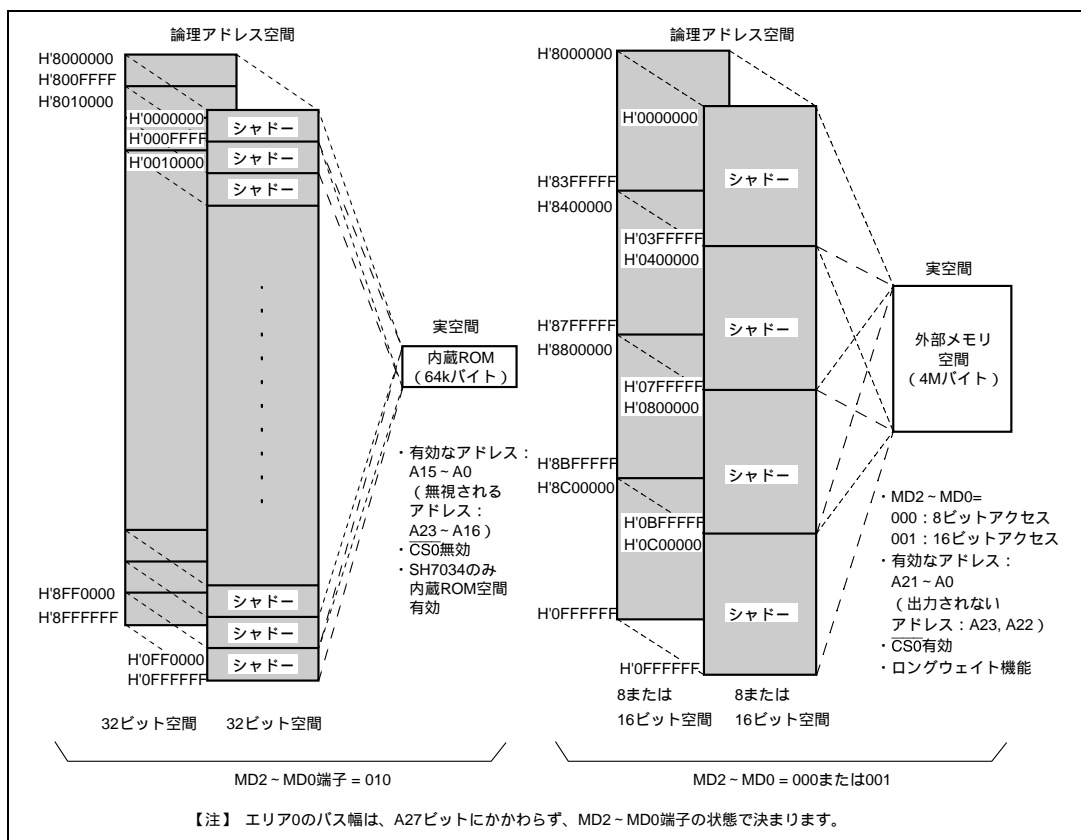 論理アドレス空間
H'8000000
H'800FFFF
H'8010000
H'0000000
H'000FFFF
H'0010000
シャドー
シャドー
シャドー
実空間
内蔵ROM
（64kバイト）
・有効なアドレス：
A15～A0
（無視される
アドレス：
A23～A16）
・CS0無効
・SH7034のみ
内蔵ROM空間
有効
H'8FF0000
H'8FFFFFF
シャドー
シャドー
シャドー
H'0FF0000
H'0FFFFFF
32ビット空間
32ビット空間
MD2～MD0端子 = 010
論理アドレス空間
H'8000000
H'0000000
シャドー
H'83FFFFF
H'8400000
H'03FFFFF
H'0400000
シャドー
H'87FFFFF
H'8800000
H'07FFFFF
H'0800000
シャドー
H'8BFFFFF
H'8C00000
H'0BFFFFF
H'0C00000
シャドー
H'0FFFFFF
H'0FFFFFF
実空間
外部メモリ
空間
（4Mバイト）
・MD2～MD0=
000：8ビットアクセス
001：16ビットアクセス
・有効なアドレス：
A21～A0
（出力されない
アドレス：A23, A22）
・CS0有効
・ロングウェイト機能
8または
16ビット空間
8または
16ビット空間
MD2～MD0 = 000または001
【注】 エリア0のバス幅は、A27ビットにかかわらず、MD2～MD0端子の状態で決まります。